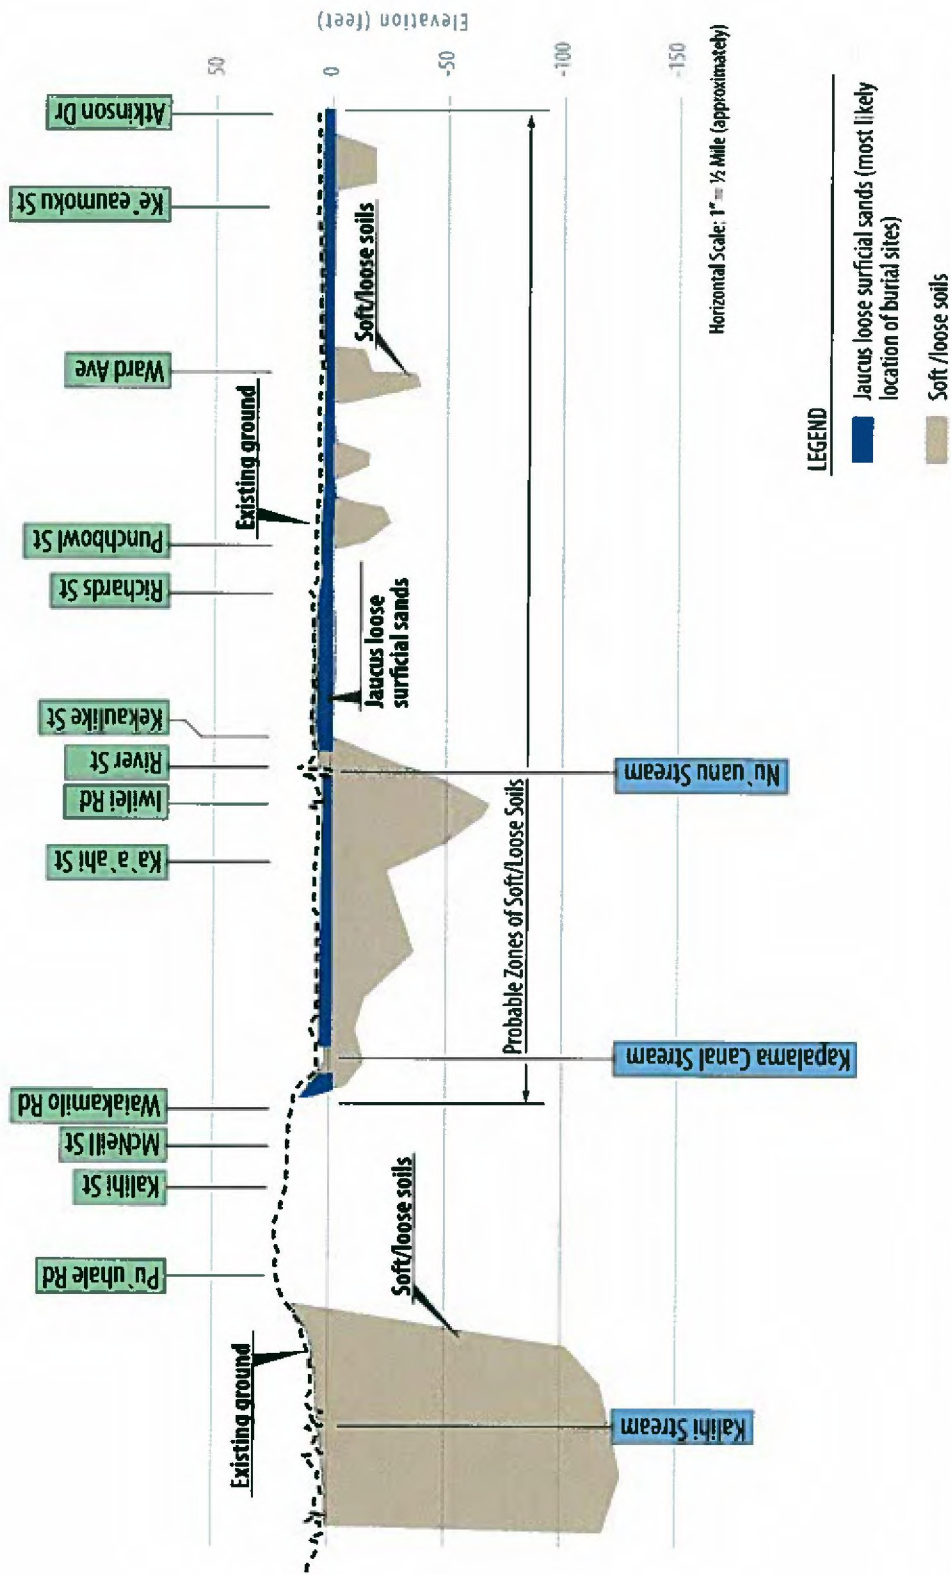 Elevation (feet)
50
0
-50
-100
-150
Pu`uhale Rd
Kalihi St
McNeill St
Waiakamilo Rd
Ka`a`ahi St
Iwilei Rd
River St
Kekaulike St
Richards St
Punchbowl St
Ward Ave
Ke`eaumoku St
Atkinson Dr
Existing ground
Existing ground
Soft/loose soils
Jaucus loose
surficial sands
Soft/loose soils
Probable Zones of Soft/Loose Soils
Kalihi Stream
Kapalama Canal Stream
Nu`uanu Stream
Horizontal Scale: 1" = ½ Mile (approximately)
LEGEND
Jaucus loose surficial sands (most likely
location of burial sites)
Soft /loose soils